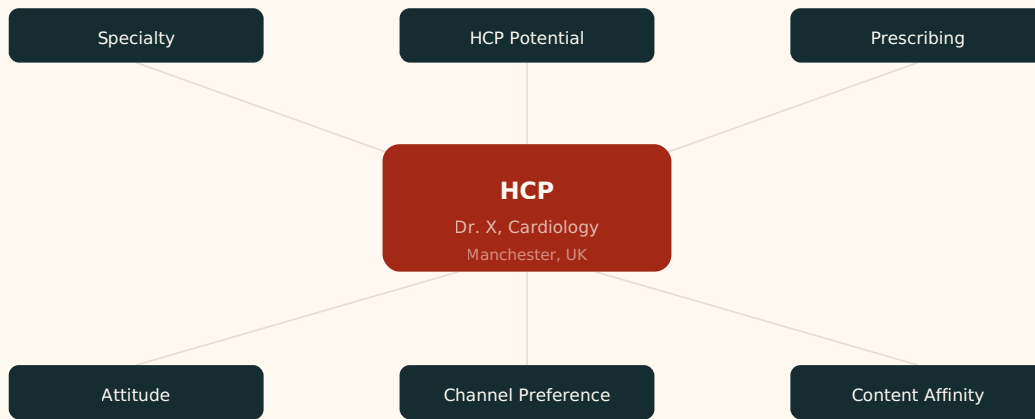 Specialty
HCP Potential
Prescribing
HCP
Dr. X, Cardiology
Manchester, UK
Attitude
Channel Preference
Content Affinity